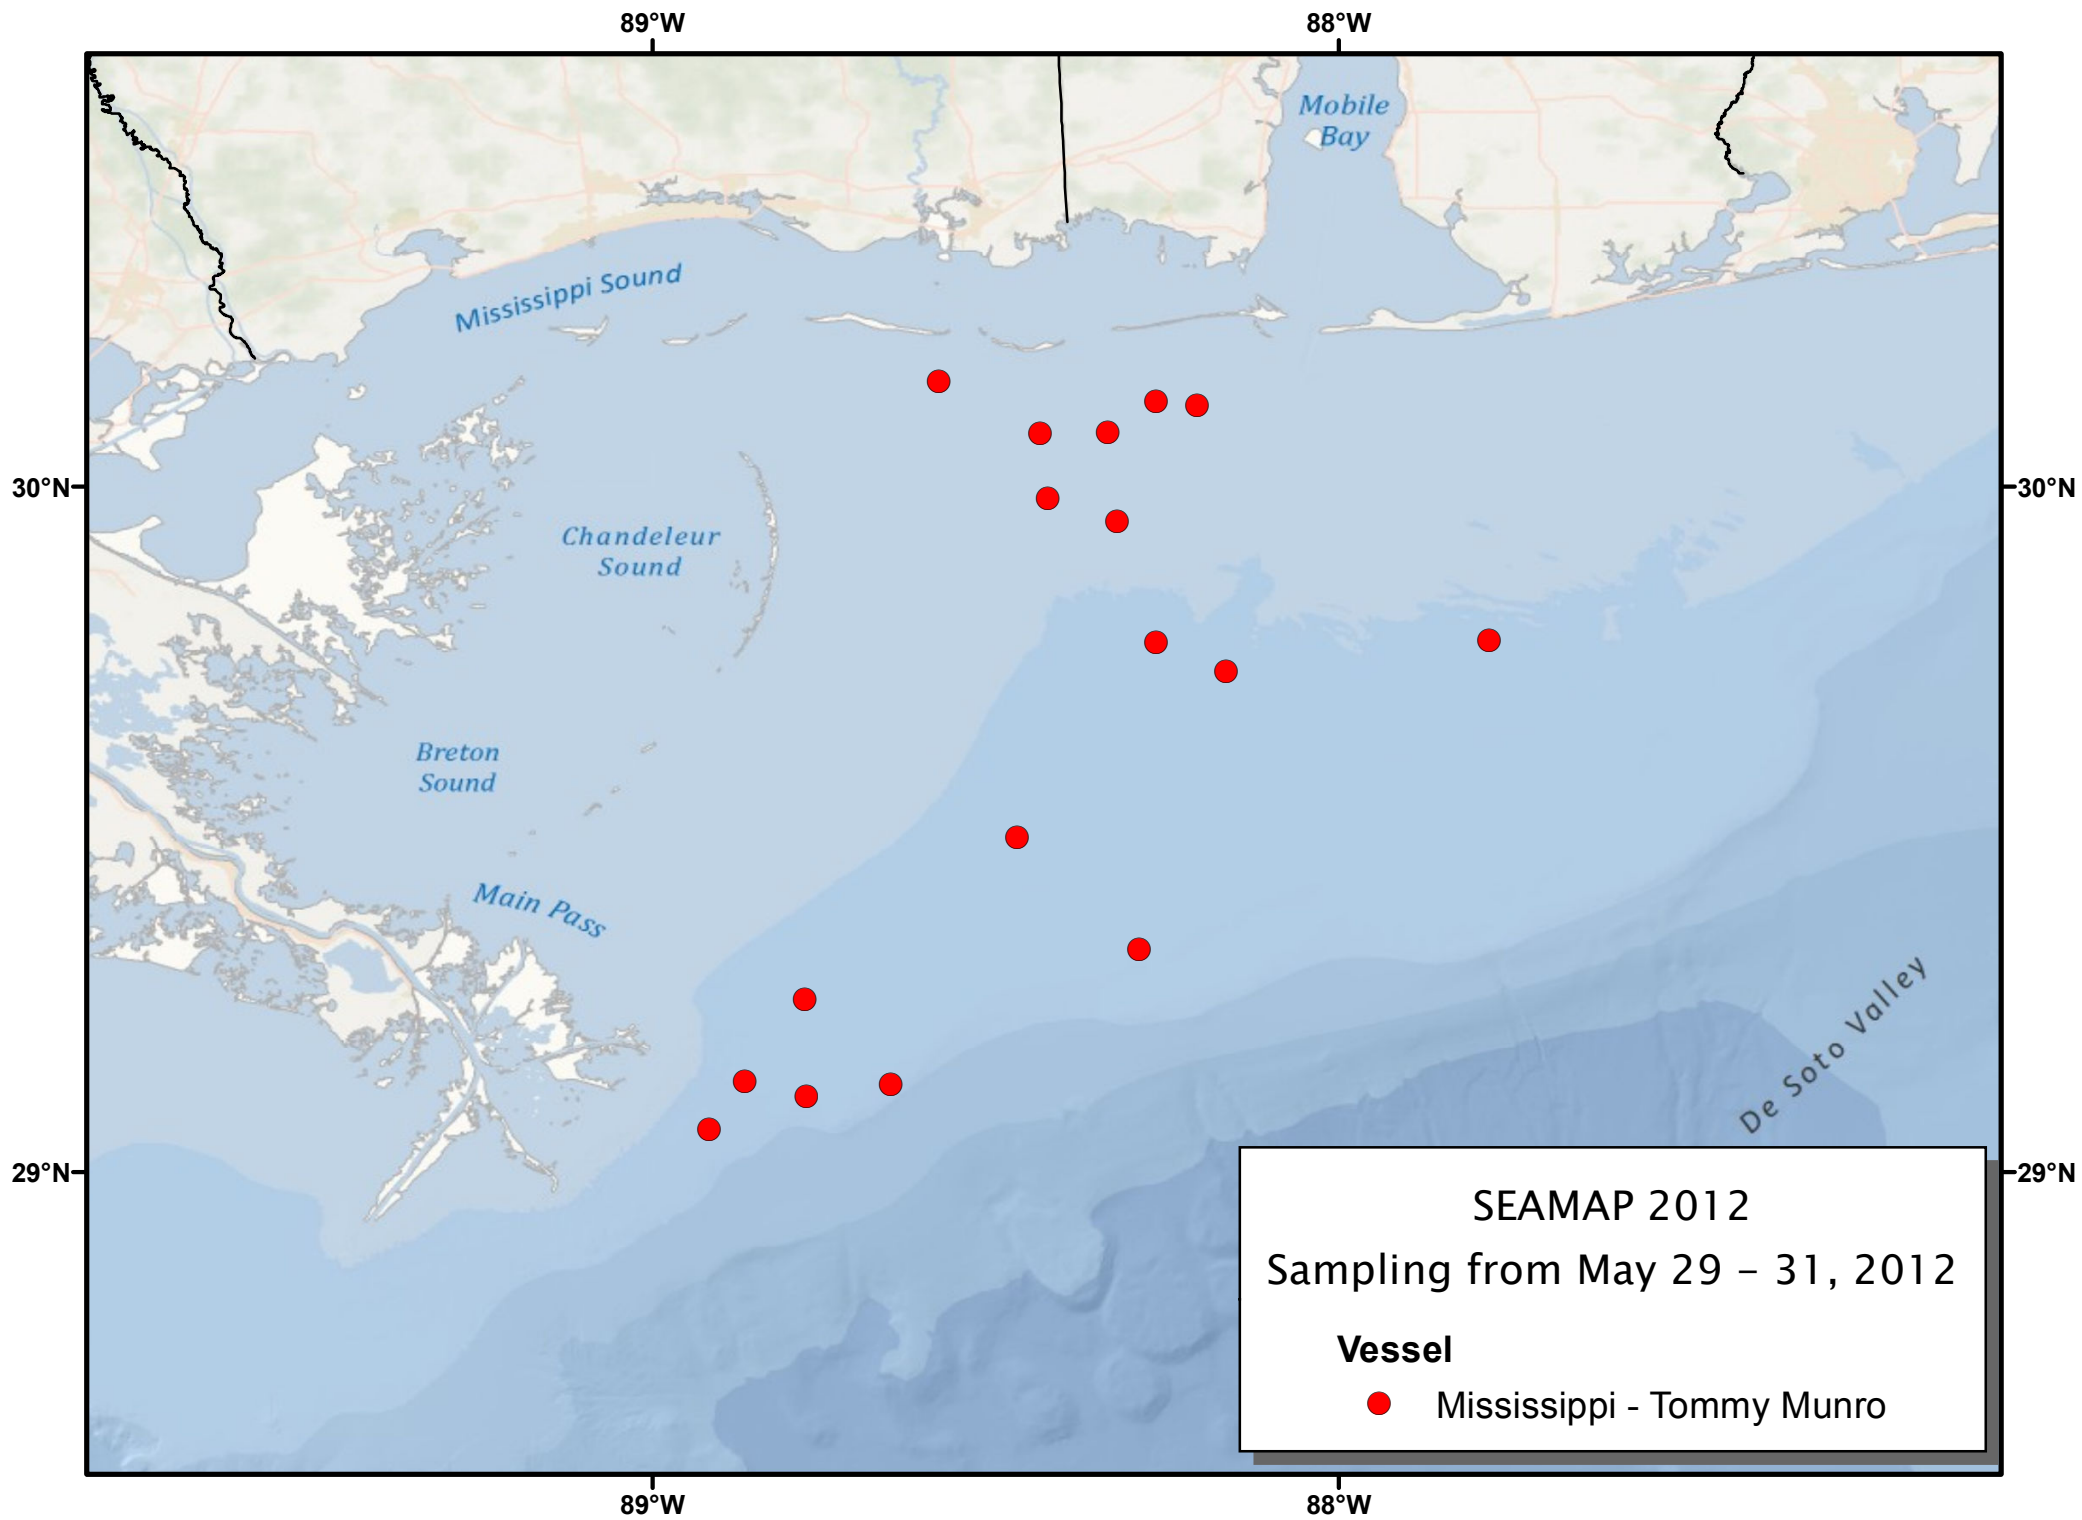 89°W
88°W
Mobile
Bay
Mississippi Sound
30°N
30°N
Chandeleur
Sound
Breton
Sound
Main Pass
De Soto Valley
29°N
29°N
SEAMAP 2012
Sampling from May 29 – 31, 2012
Vessel
Mississippi - Tommy Munro
89°W
88°W